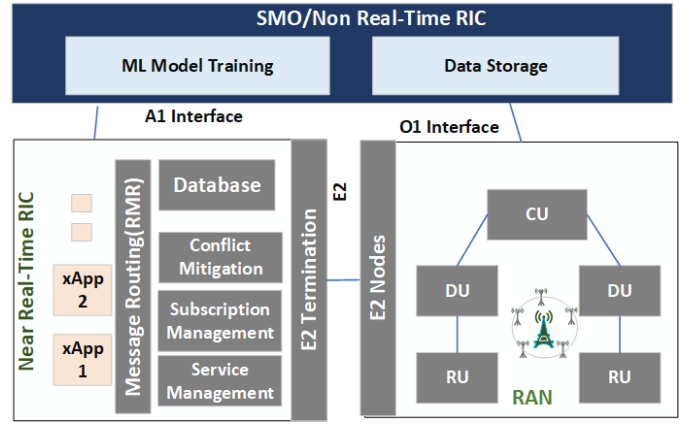 SMO/Non Real-Time RIC
ML Model Training
Data Storage
A1 Interface
O1 Interface
Near Real-Time RIC
xApp
2
xApp
1
Message Routing(RMR)
Database
Conflict
Mitigation
Subscription
Management
Service
Management
E2 Termination
E2
E2 Nodes
CU
DU
DU
RU
RU
RAN